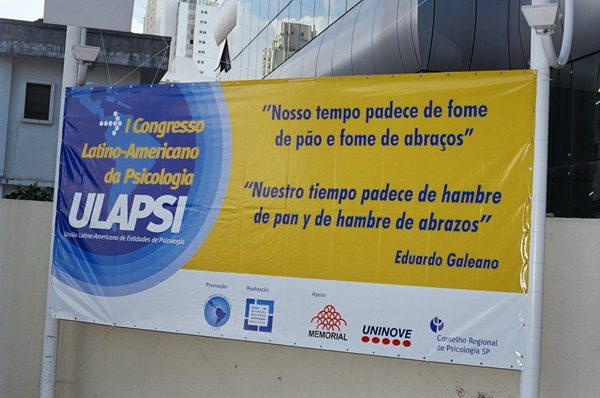 I Congresso
Latino-Americano
da Psicologia
ULAPSI
União Latino-Americana de Entidades de Psicologia
"Nosso tempo padece de fome
de pão e fome de abraços"
"Nuestro tiempo padece de hambre
de pan y de hambre de abrazos"
Eduardo Galeano
Promoção
Realização
Apoio
MEMORIAL
UNINOVE
Conselho Regional
de Psicologia SP